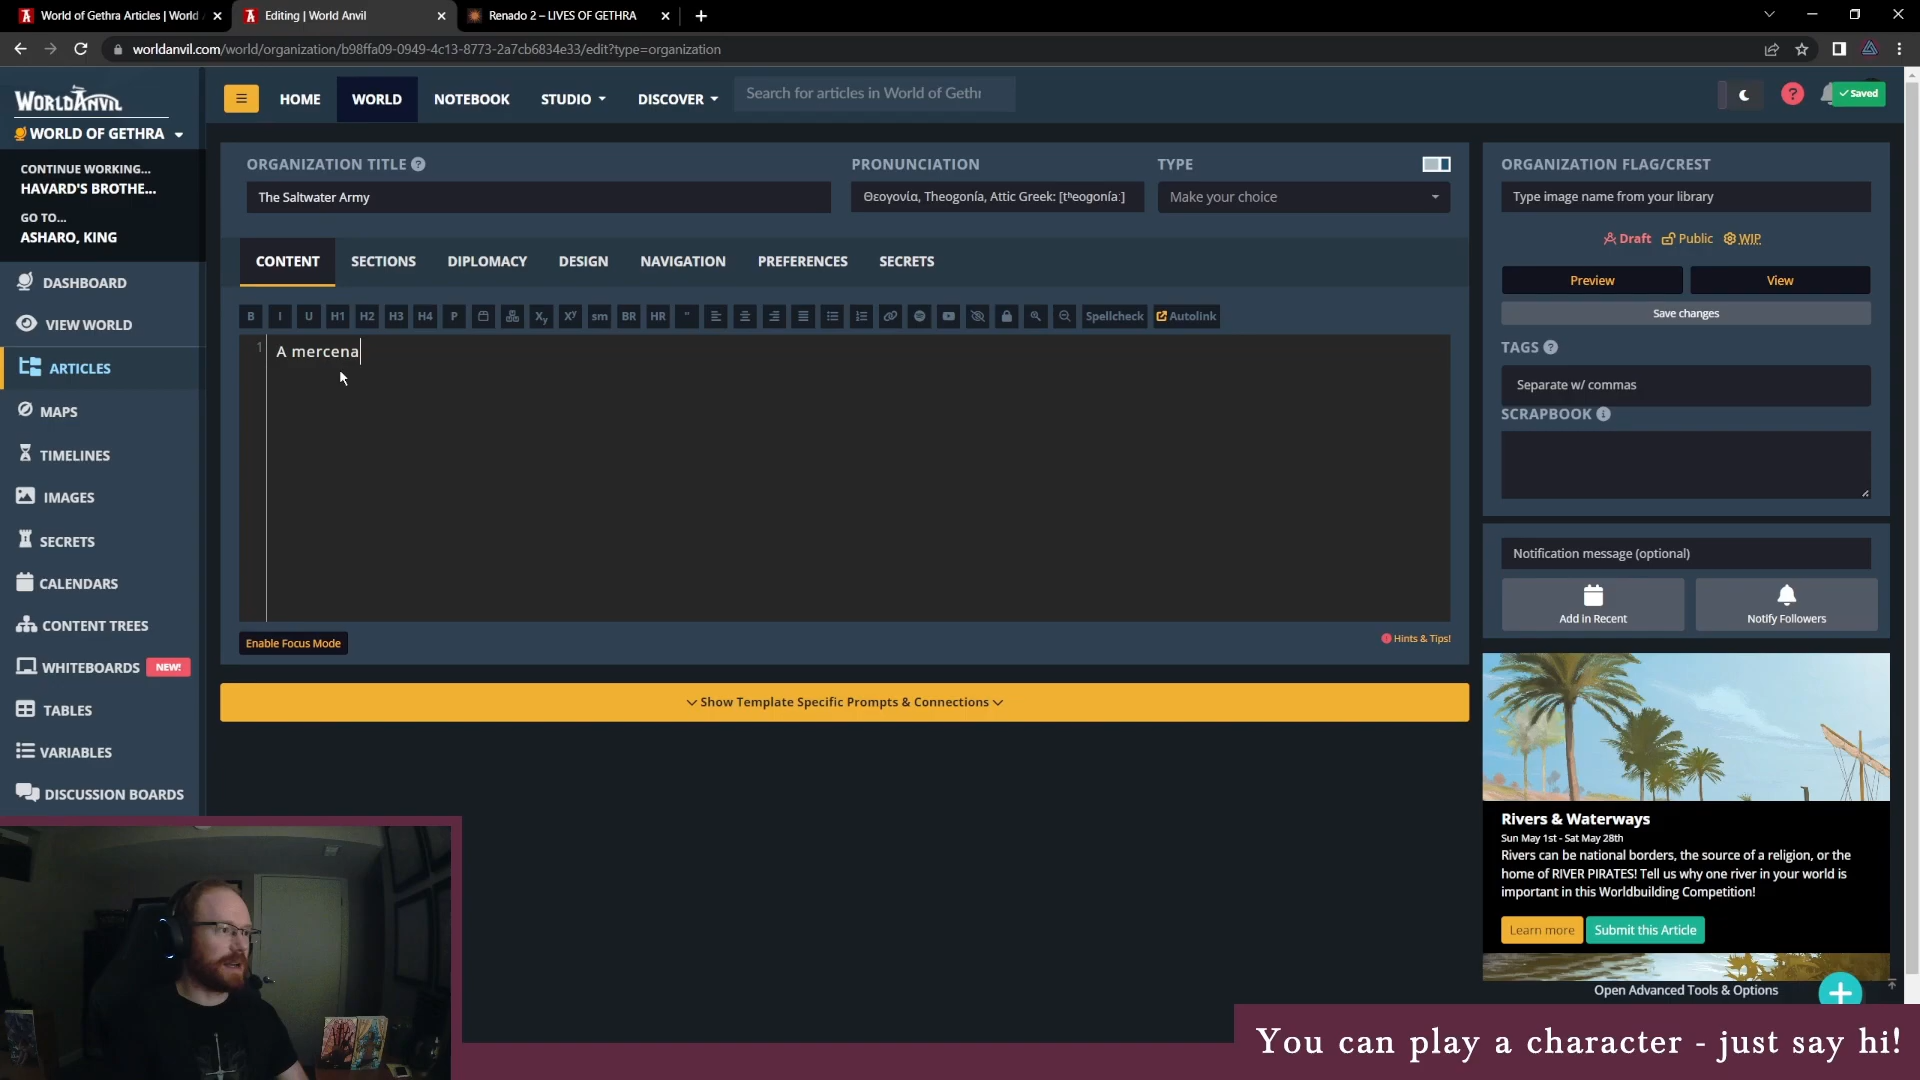 World of Gethra Articles | World
Editing | World Anvil
Renado 2 – LIVES OF GETHRA
worldanvil.com/world/organization/b98ffa09-0949-4c13-8773-2a7cb6834e33/edit?type=organization
WORLDANVIL
WORLD OF GETHRA
CONTINUE WORKING...
HAVARD'S BROTHE...
GO TO...
ASHARO, KING
DASHBOARD
VIEW WORLD
ARTICLES
MAPS
TIMELINES
IMAGES
SECRETS
CALENDARS
CONTENT TREES
WHITEBOARDS NEW!
TABLES
VARIABLES
DISCUSSION BOARDS
HOME WORLD NOTEBOOK STUDIO DISCOVER Search for articles in World of Gethr
? Saved
ORGANIZATION TITLE ?
The Saltwater Army
PRONUNCIATION
Θεογονία, Theogonía, Attic Greek: [tʰeoɡonía:]
TYPE
Make your choice
CONTENT SECTIONS DIPLOMACY DESIGN NAVIGATION PREFERENCES SECRETS
B I U H1 H2 H3 H4 P Xy Xy sm BR HR " Spellcheck Autolink
1 A mercena
Enable Focus Mode
Hints & Tips!
Show Template Specific Prompts & Connections
ORGANIZATION FLAG/CREST
Type image name from your library
Draft Public WIP
Preview View
Save changes
TAGS ?
Separate w/ commas
SCRAPBOOK i
Notification message (optional)
Add in Recent
Notify Followers
Rivers & Waterways
Sun May 1st - Sat May 28th
Rivers can be national borders, the source of a religion, or the
home of RIVER PIRATES! Tell us why one river in your world is
important in this Worldbuilding Competition!
Learn more Submit this Article
Open Advanced Tools & Options
You can play a character - just say hi!